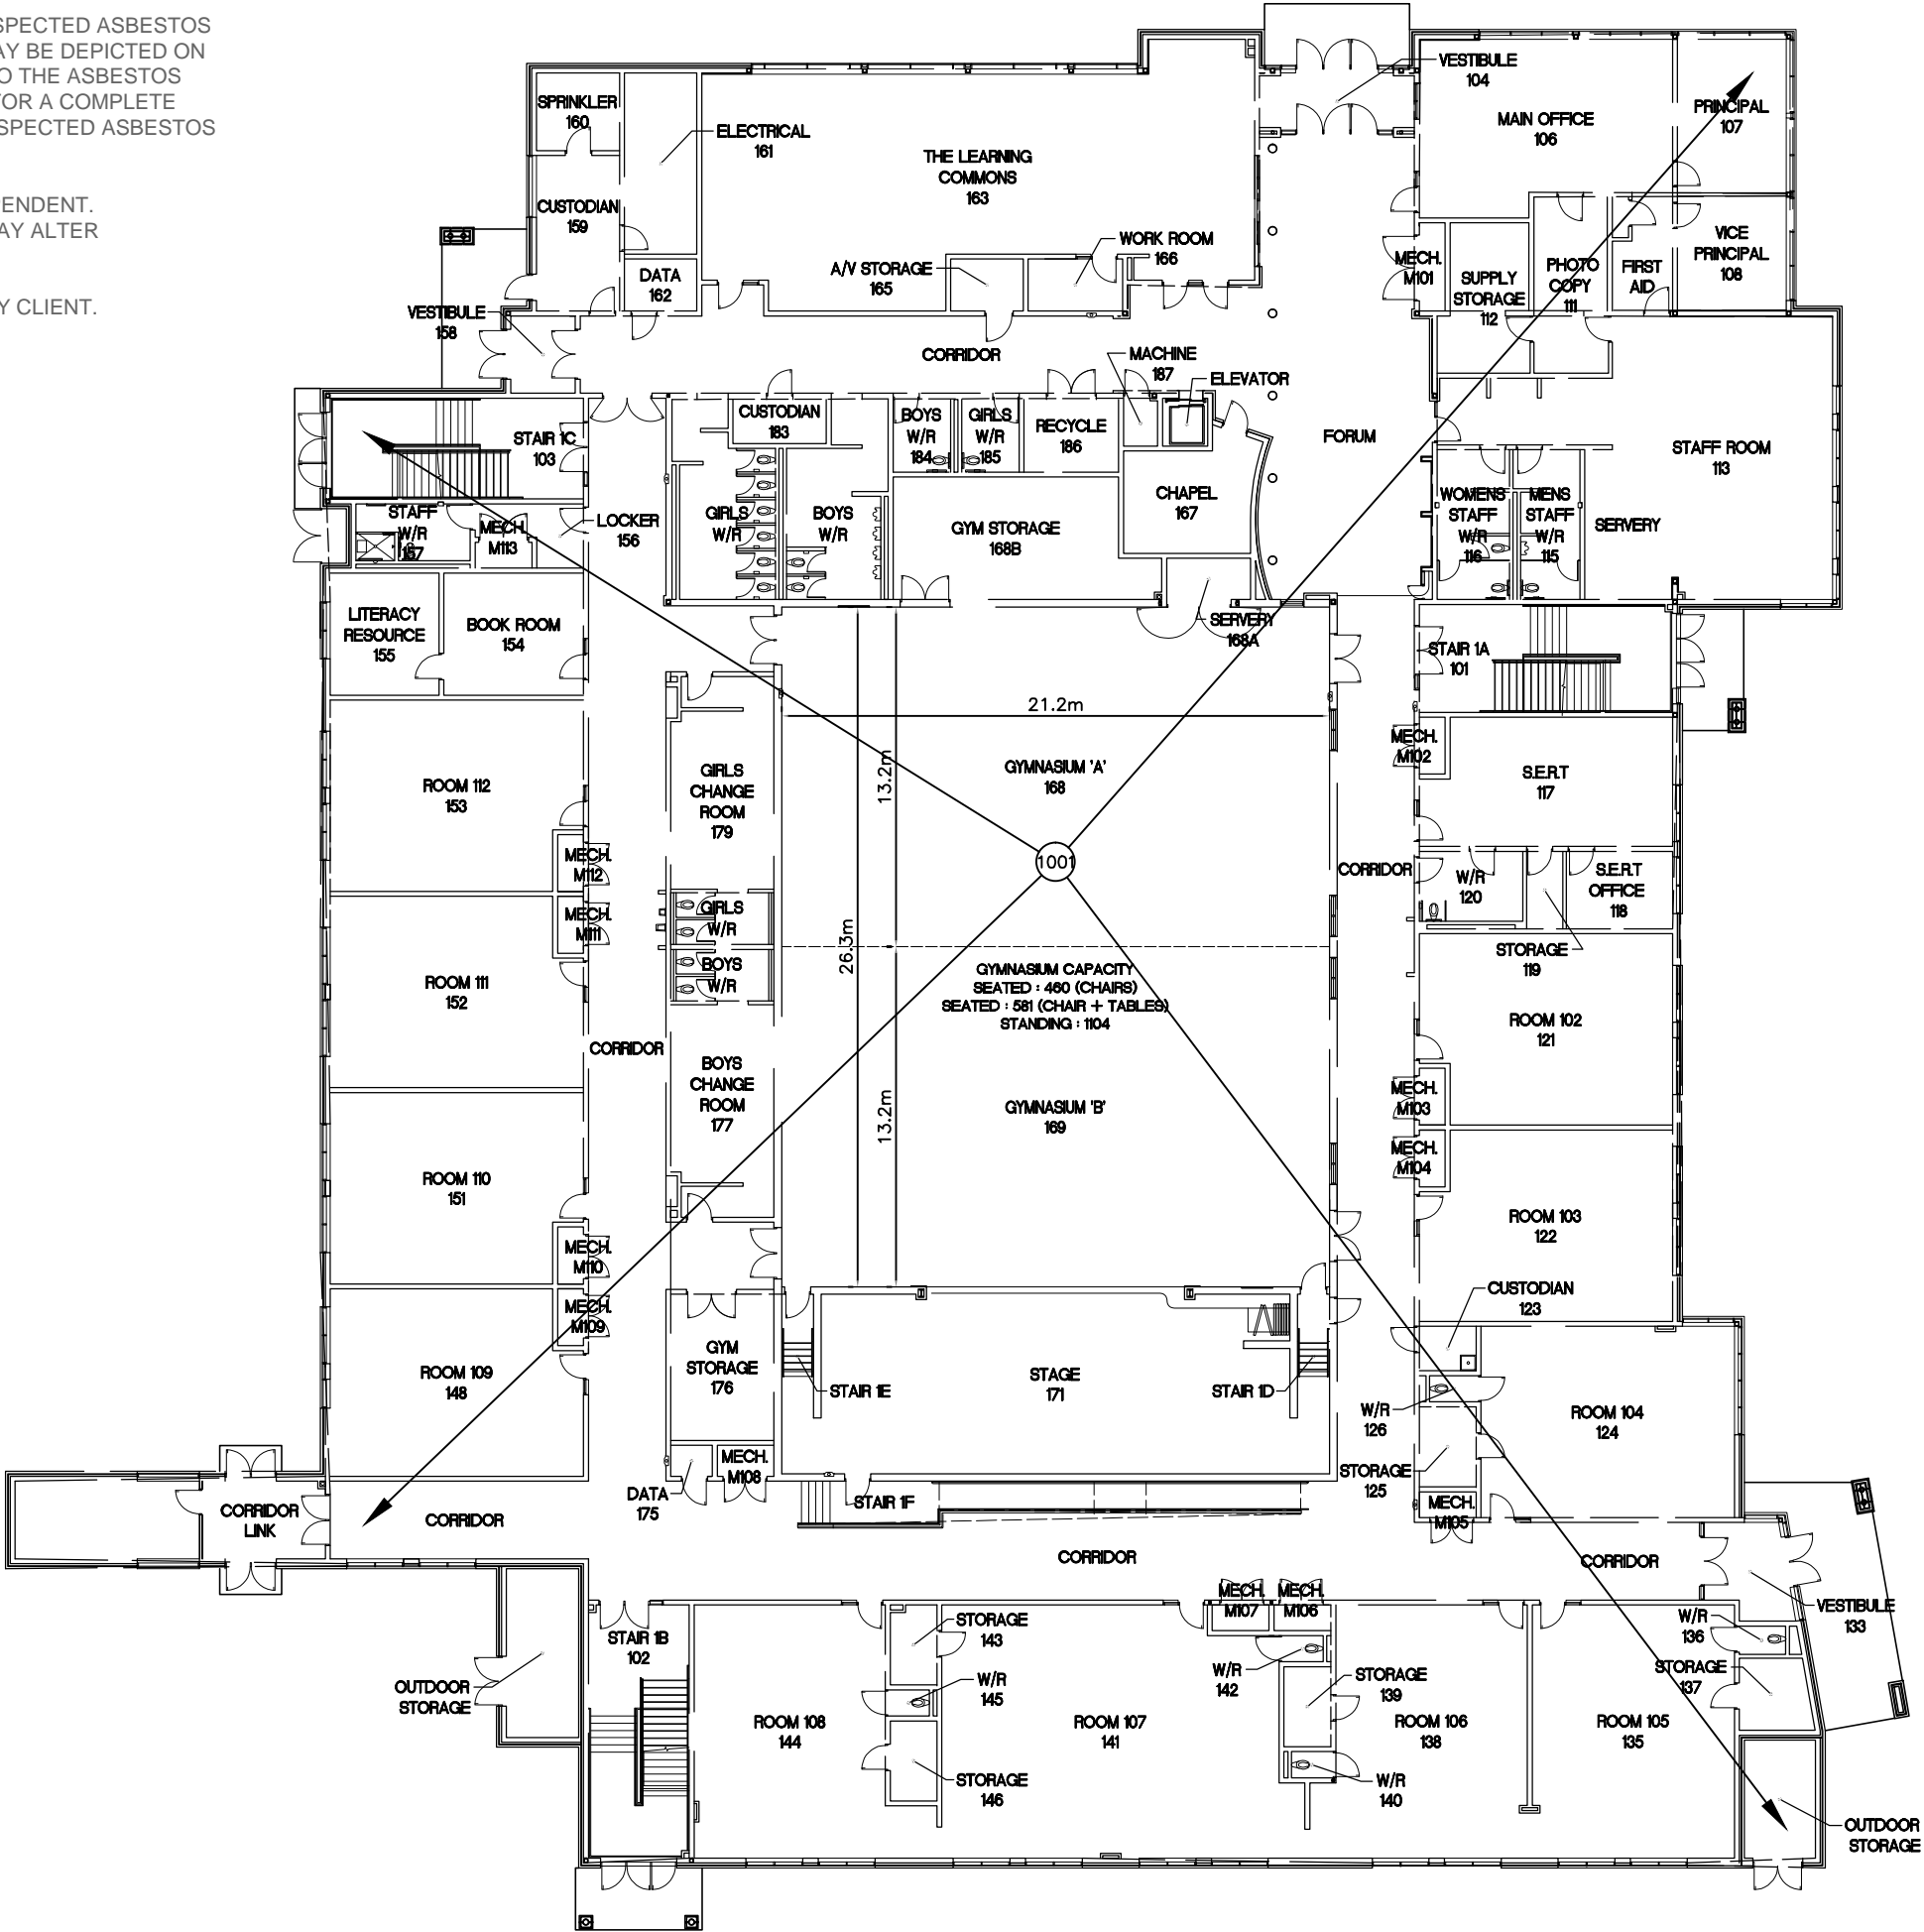 SPECTED ASBESTOS
AY BE DEPICTED ON
O THE ASBESTOS
FOR A COMPLETE
SPECTED ASBESTOS
PENDENT.
AY ALTER
Y CLIENT.
SPRINKLER
160
ELECTRICAL
161
THE LEARNING
COMMONS
163
VESTIBULE
104
MAIN OFFICE
106
PRINCIPAL
107
CUSTODIAN
159
DATA
162
A/V STORAGE
165
WORK ROOM
166
MECH.
M101
SUPPLY
STORAGE
112
PHOTO
COPY
111
FIRST
AID
VICE
PRINCIPAL
108
VESTIBULE
158
CORRIDOR
MACHINE
187
ELEVATOR
STAIR 1C
103
CUSTODIAN
183
BOYS
W/R
184
GIRLS
W/R
185
RECYCLE
186
FORUM
STAFF ROOM
113
STAFF
W/R
157
MECH.
M113
LOCKER
156
GIRLS
W/R
BOYS
W/R
GYM STORAGE
168B
CHAPEL
167
WOMENS
STAFF
W/R
116
MENS
STAFF
W/R
115
SERVERY
LITERACY
RESOURCE
155
BOOK ROOM
154
SERVERY
168A
STAIR 1A
101
21.2m
13.2m
GYMNASIUM 'A'
168
MECH.
M102
S.E.R.T
117
ROOM 112
153
GIRLS
CHANGE
ROOM
179
MECH.
M112
1001
CORRIDOR
W/R
120
S.E.R.T
OFFICE
118
MECH.
M111
GIRLS
W/R
26.3m
STORAGE
119
BOYS
W/R
GYMNASIUM CAPACITY
SEATED : 460 (CHAIRS)
SEATED : 581 (CHAIR + TABLES)
STANDING : 1104
ROOM 111
152
ROOM 102
121
CORRIDOR
BOYS
CHANGE
ROOM
177
13.2m
GYMNASIUM 'B'
169
MECH.
M103
MECH.
M104
ROOM 110
151
ROOM 103
122
MECH.
M110
MECH.
M109
CUSTODIAN
123
ROOM 109
148
GYM
STORAGE
176
STAIR 1E
STAGE
171
STAIR 1D
W/R
126
ROOM 104
124
MECH.
M108
STORAGE
125
DATA
175
STAIR 1F
MECH.
M105
CORRIDOR
LINK
CORRIDOR
CORRIDOR
CORRIDOR
MECH.
M107
MECH.
M106
VESTIBULE
133
STAIR 1B
102
STORAGE
143
W/R
136
OUTDOOR
STORAGE
W/R
145
W/R
142
STORAGE
139
STORAGE
137
ROOM 108
144
ROOM 107
141
ROOM 106
138
ROOM 105
135
STORAGE
146
W/R
140
OUTDOOR
STORAGE